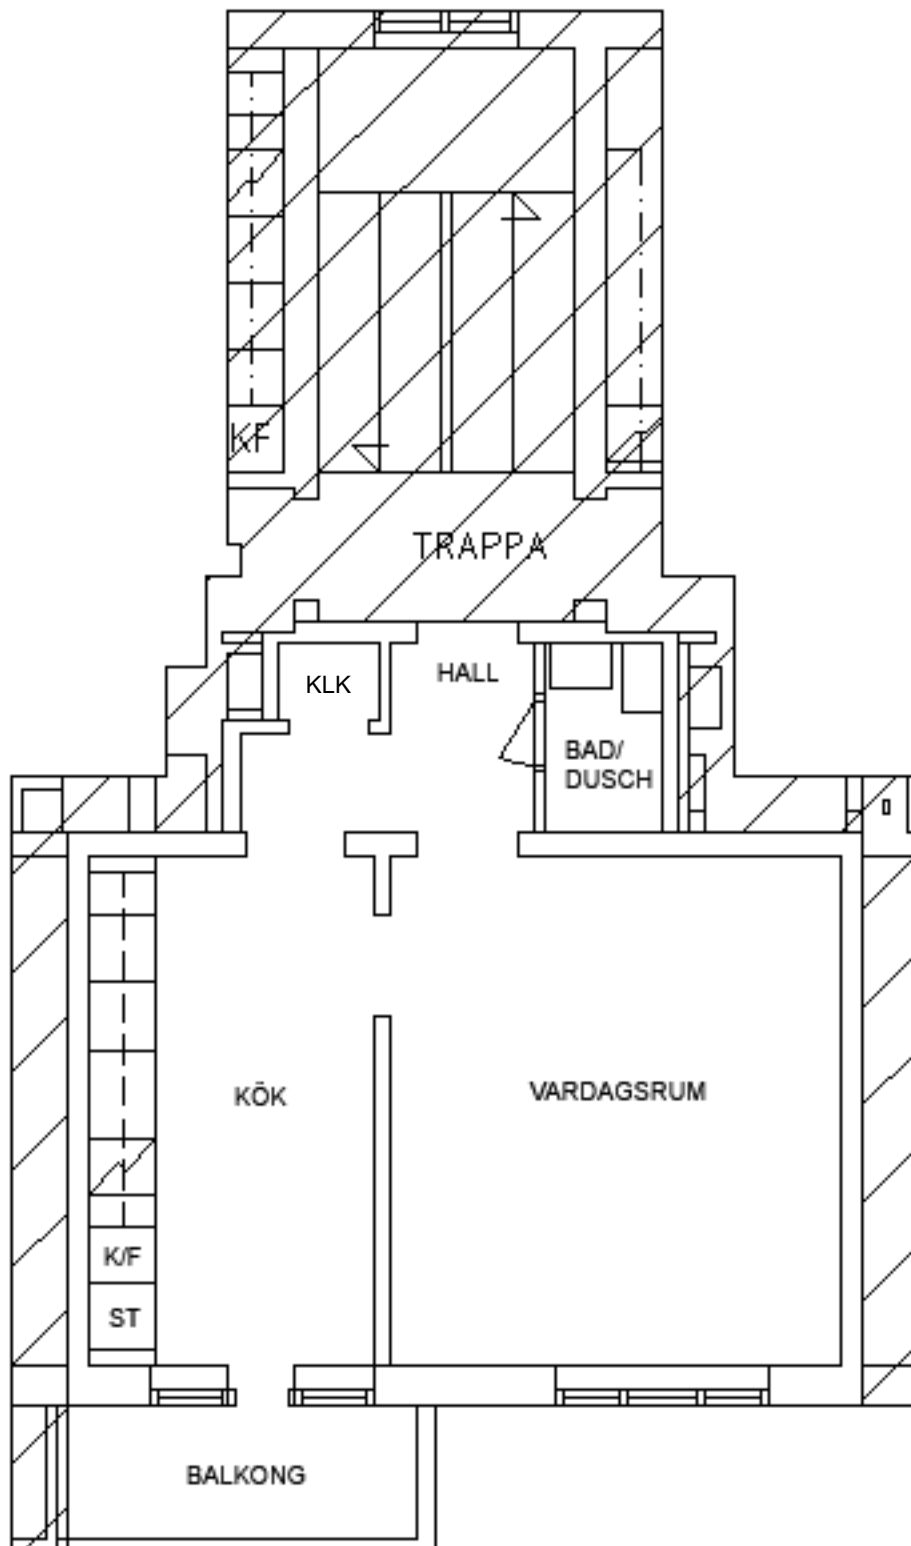 KF
TRAPPA
KLK
HALL
BAD/
DUSCH
KÖK
VARDAGSRUM
K/F
ST
BALKONG